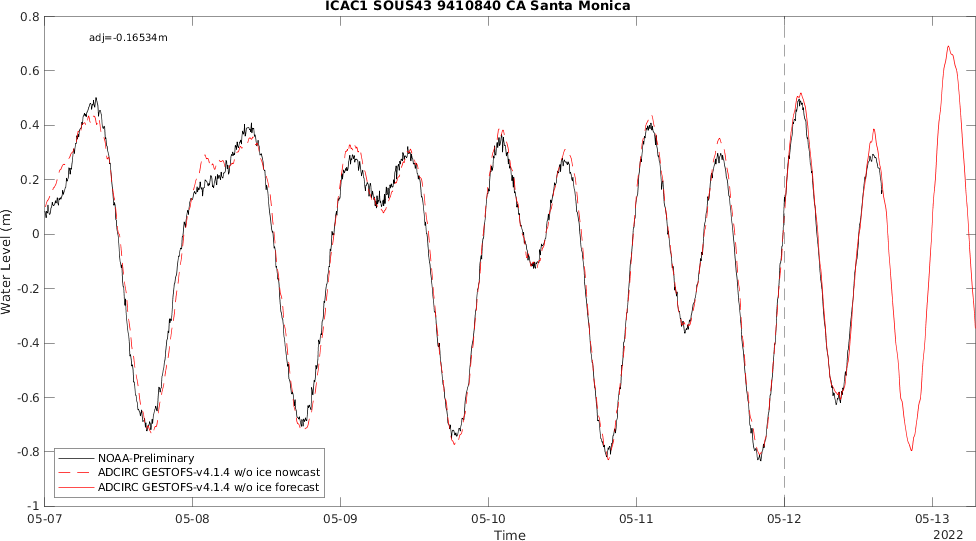 ICAC1 SOUS43 9410840 CA Santa Monica
adj=-0.16534m
0.8
0.6
0.4
0.2
0
-0.2
-0.4
-0.6
-0.8
-1
Water Level (m)
NOAA-Preliminary
ADCIRC GESTOFS-v4.1.4 w/o ice nowcast
ADCIRC GESTOFS-v4.1.4 w/o ice forecast
05-07 05-08 05-09 05-10 05-11 05-12 05-13
Time
2022